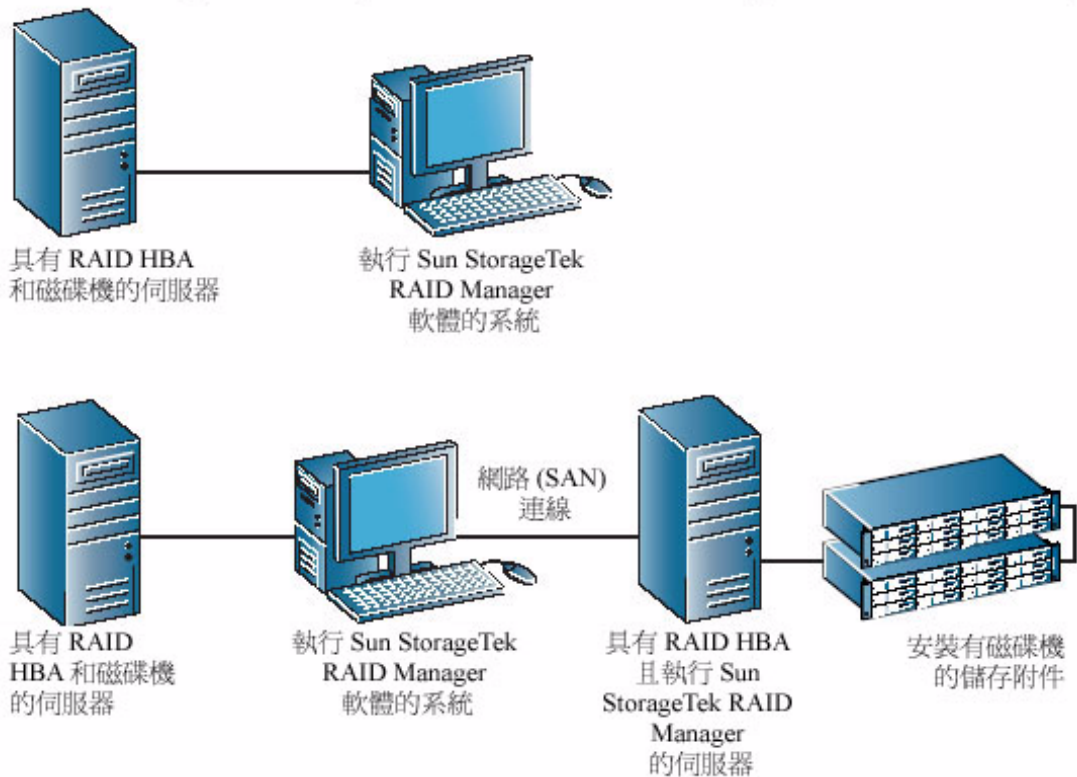 具有 RAID HBA
和磁碟機的伺服器
執行 Sun StorageTek
RAID Manager
軟體的系統
網路 (SAN)
連線
具有 RAID
HBA 和磁碟機
的伺服器
執行 Sun StorageTek
RAID Manager
軟體的系統
具有 RAID HBA
且執行 Sun
StorageTek RAID
Manager
的伺服器
安裝有磁碟機
的儲存附件